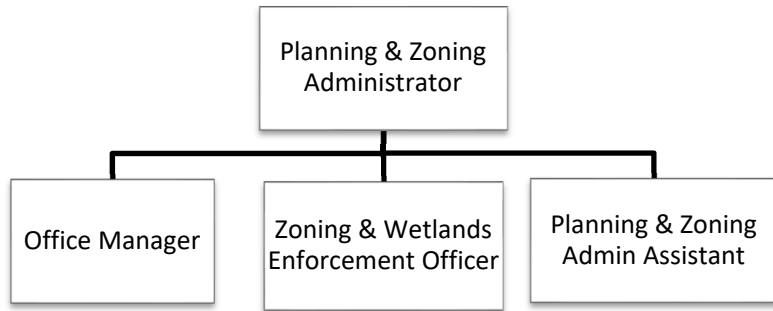 Planning & Zoning
Administrator
Office Manager
Zoning & Wetlands
Enforcement Officer
Planning & Zoning
Admin Assistant